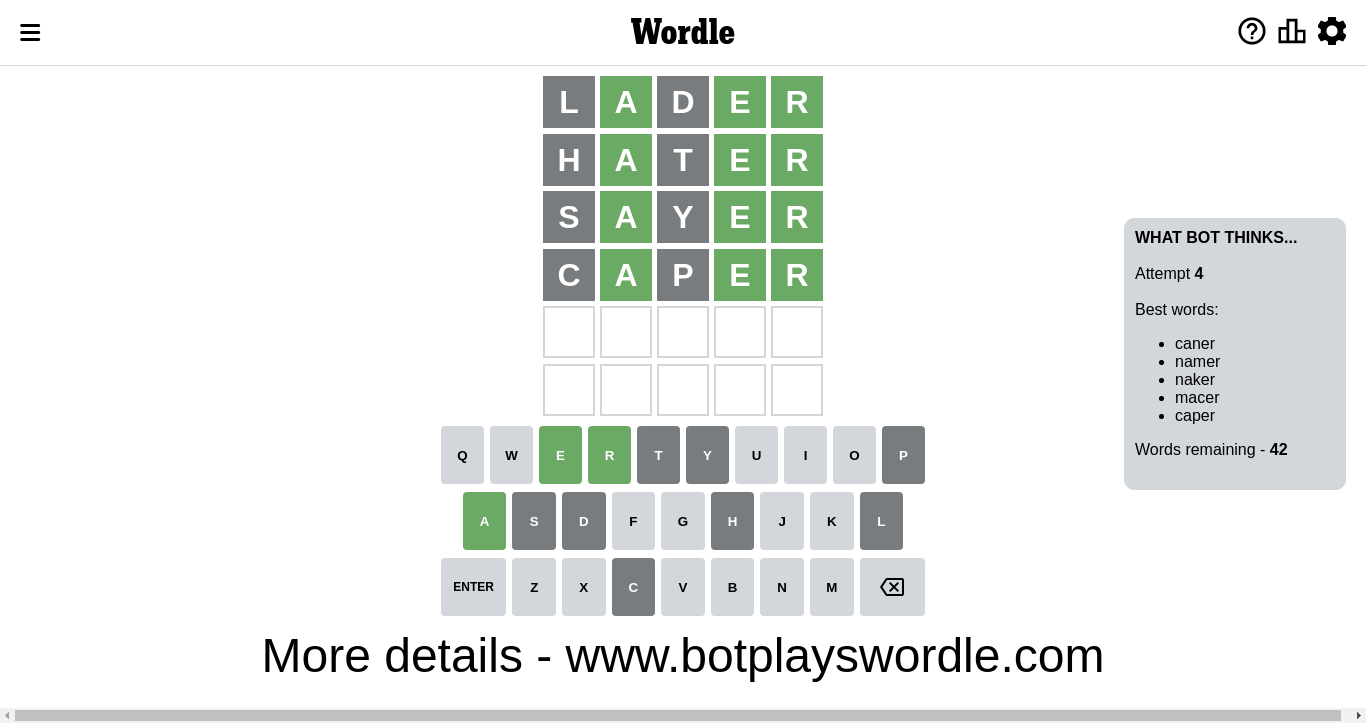 Wordle
L A D E R
H A T E R
S A Y E R
C A P E R
WHAT BOT THINKS...
Attempt 4
Best words:
caner
namer
naker
macer
caper
Words remaining - 42
Q W E R T Y U I O P
A S D F G H J K L
ENTER Z X C V B N M
More details - www.botplayswordle.com